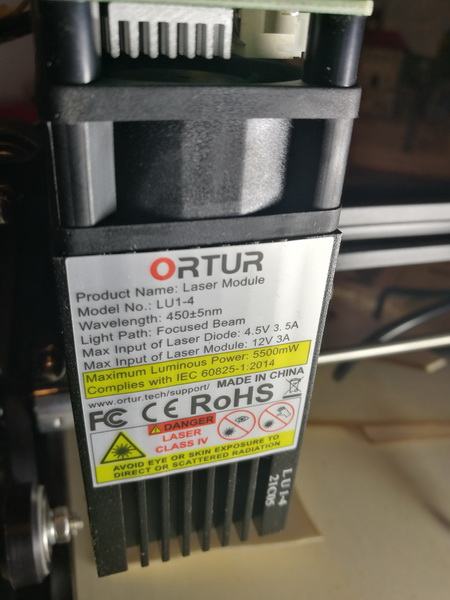 ORTUR
Product Name: Laser Module
Model No.: LU1-4
Wavelength: 450±5nm
Light Path: Focused Beam
Max Input of Laser Diode: 4.5V 3.5A
Max Input of Laser Module: 12V 3A
Maximum Luminous Power: 5500mW
Complies with IEC 60825-1:2014
www.ortur.tech/support/ MADE IN CHINA
FC CE RoHS
DANGER
LASER
CLASS IV
AVOID EYE OR SKIN EXPOSURE TO
DIRECT OR SCATTERED RADIATION
LU1-4
21C05